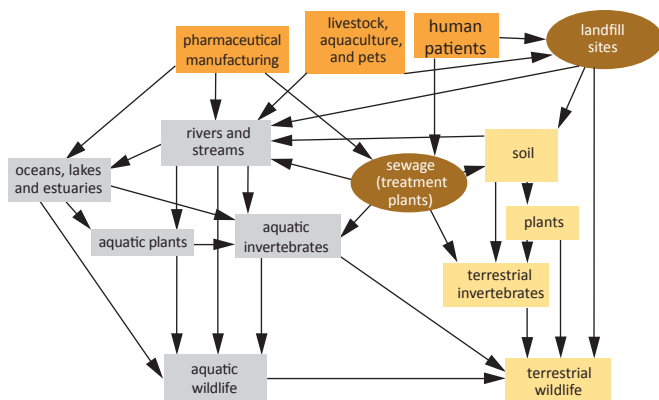 pharmaceutical
manufacturing
livestock,
aquaculture,
and pets
human
patients
landfill
sites
rivers and
streams
soil
oceans, lakes
and estuaries
sewage
(treatment
plants)
plants
aquatic plants
aquatic
invertebrates
terrestrial
invertebrates
aquatic
wildlife
terrestrial
wildlife